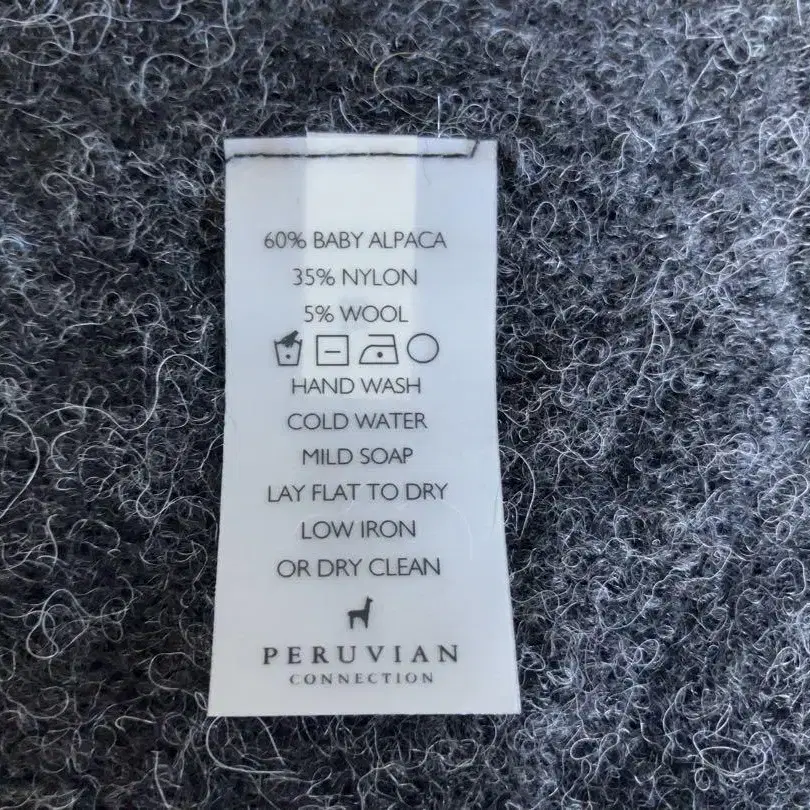 60% BABY ALPACA
35% NYLON
5% WOOL
HAND WASH
COLD WATER
MILD SOAP
LAY FLAT TO DRY
LOW IRON
OR DRY CLEAN
PERUVIAN
CONNECTION